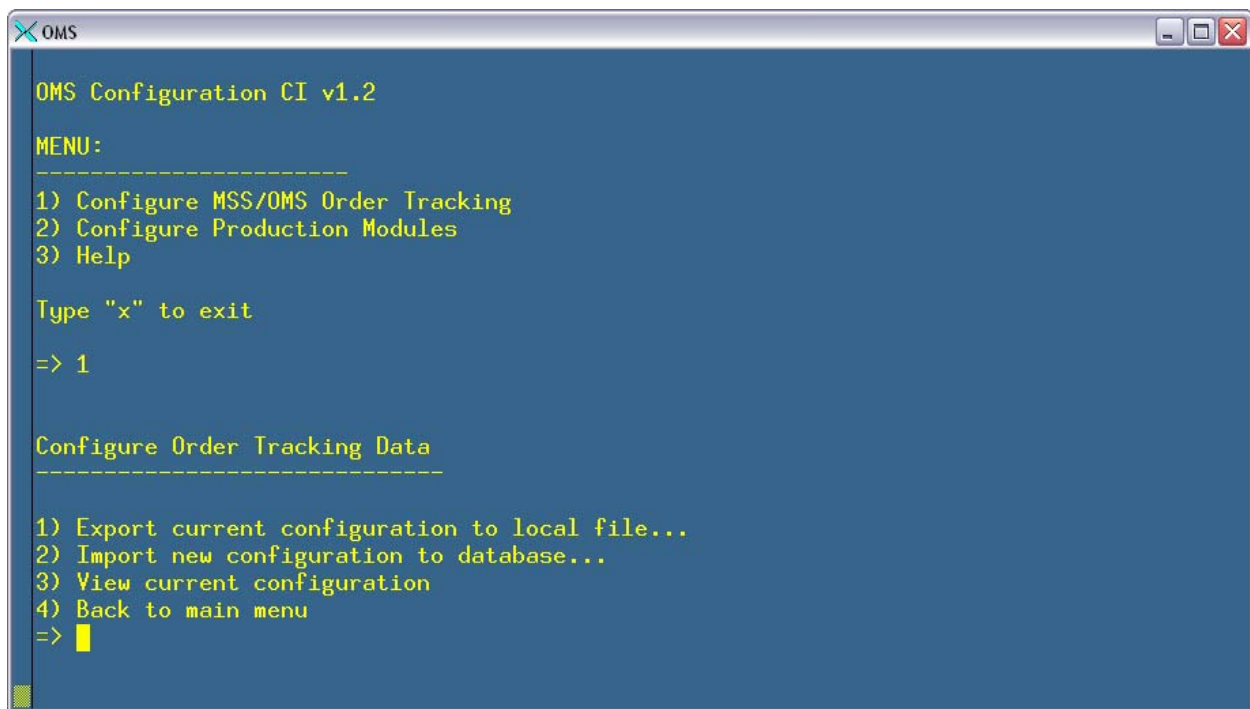 OMS
OMS Configuration CI v1.2
MENU:
-----------------------
1) Configure MSS/OMS Order Tracking
2) Configure Production Modules
3) Help
Type "x" to exit
=> 1
Configure Order Tracking Data
------------------------------
1) Export current configuration to local file...
2) Import new configuration to database...
3) View current configuration
4) Back to main menu
=>